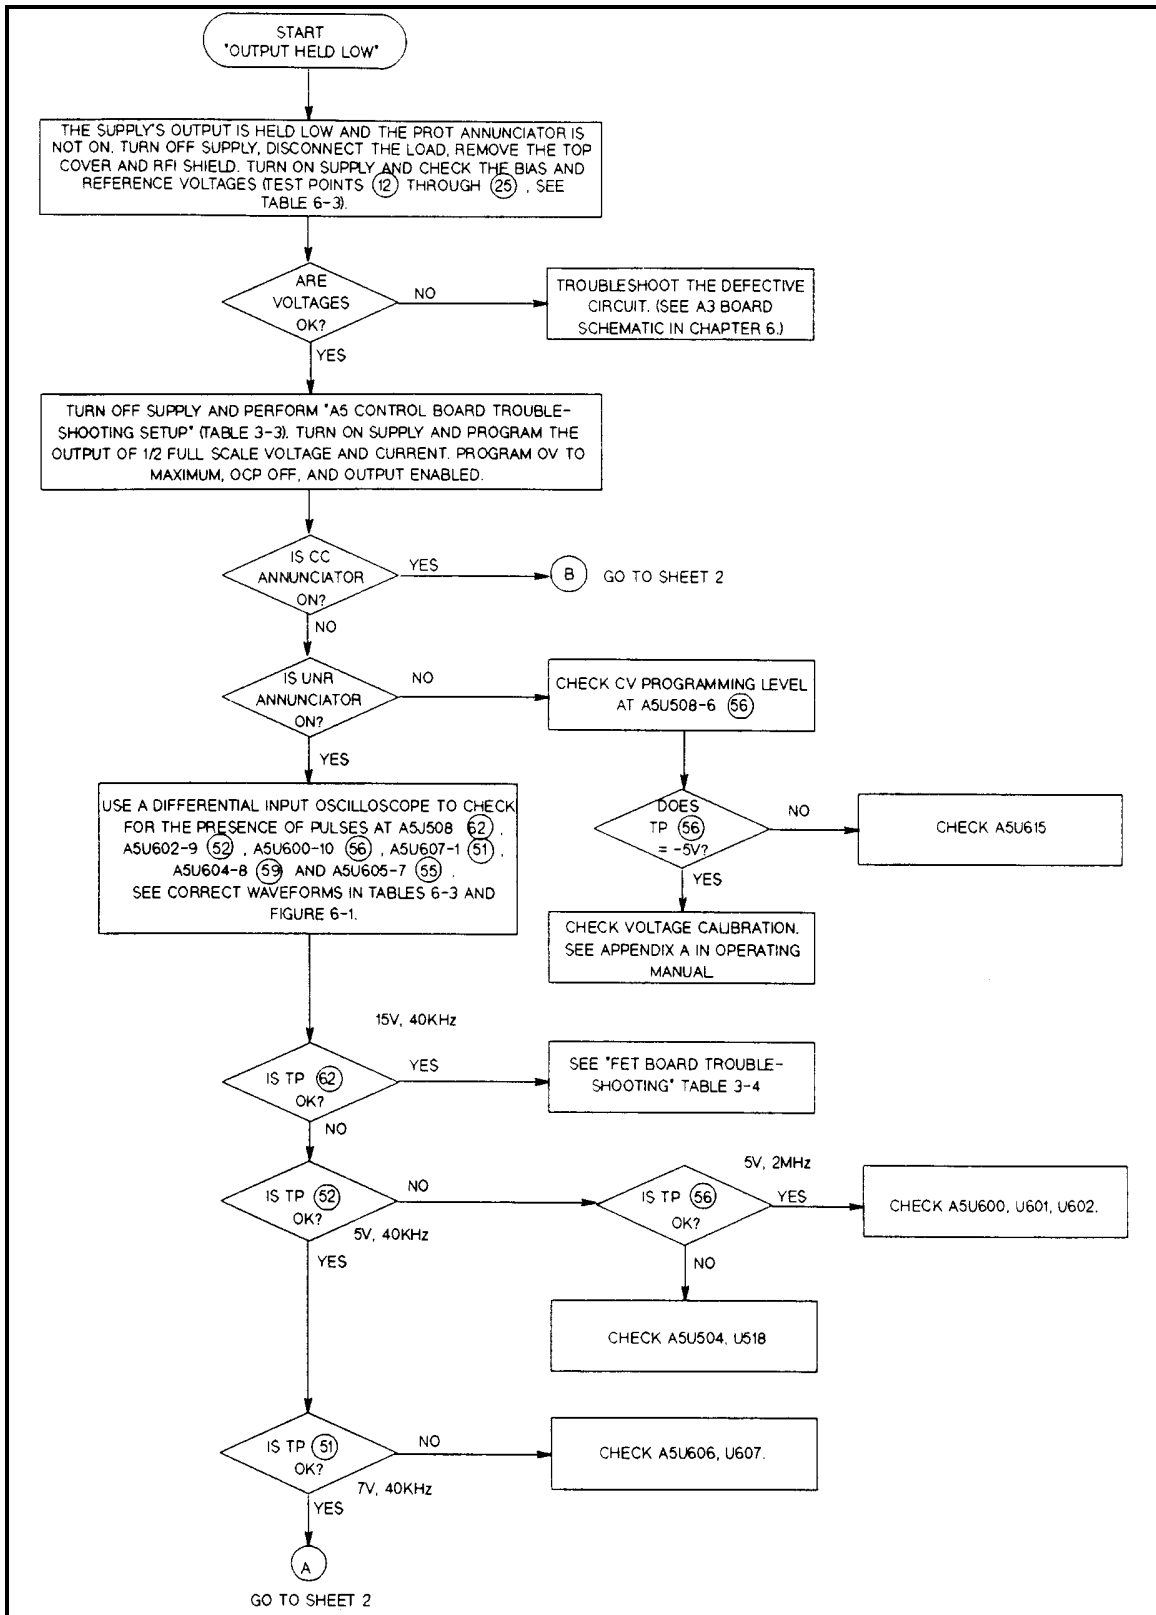 START
"OUTPUT HELD LOW"
THE SUPPLY'S OUTPUT IS HELD LOW AND THE PROT ANNUNCIATOR IS
NOT ON. TURN OFF SUPPLY, DISCONNECT THE LOAD, REMOVE THE TOP
COVER AND RFI SHIELD. TURN ON SUPPLY AND CHECK THE BIAS AND
REFERENCE VOLTAGES (TEST POINTS 12 THROUGH 25 , SEE
TABLE 6-3).
ARE
VOLTAGES
OK?
NO
TROUBLESHOOT THE DEFECTIVE
CIRCUIT. (SEE A3 BOARD
SCHEMATIC IN CHAPTER 6.)
YES
TURN OFF SUPPLY AND PERFORM "A5 CONTROL BOARD TROUBLE-
SHOOTING SETUP" (TABLE 3-3). TURN ON SUPPLY AND PROGRAM THE
OUTPUT OF 1/2 FULL SCALE VOLTAGE AND CURRENT. PROGRAM OV TO
MAXIMUM, OCP OFF, AND OUTPUT ENABLED.
IS CC
ANNUNCIATOR
ON?
YES
B GO TO SHEET 2
NO
IS UNR
ANNUNCIATOR
ON?
NO
CHECK CV PROGRAMMING LEVEL
AT A5U508-6 56
YES
DOES
TP 56
= -5V?
NO
CHECK A5U615
YES
CHECK VOLTAGE CALIBRATION.
SEE APPENDIX A IN OPERATING
MANUAL
USE A DIFFERENTIAL INPUT OSCILLOSCOPE TO CHECK
FOR THE PRESENCE OF PULSES AT A5J508 62 ,
A5U602-9 52 , A5U600-10 56 , A5U607-1 51 ,
A5U604-8 59 AND A5U605-7 55 .
SEE CORRECT WAVEFORMS IN TABLES 6-3 AND
FIGURE 6-1.
15V, 40KHz
IS TP 62
OK?
YES
SEE "FET BOARD TROUBLE-
SHOOTING" TABLE 3-4
NO
IS TP 52
OK?
5V, 40KHz
NO
IS TP 56
OK?
5V, 2MHz
YES
CHECK A5U600, U601, U602.
NO
CHECK A5U504, U518
YES
IS TP 51
OK?
7V, 40KHz
NO
CHECK A5U606, U607.
YES
A
GO TO SHEET 2